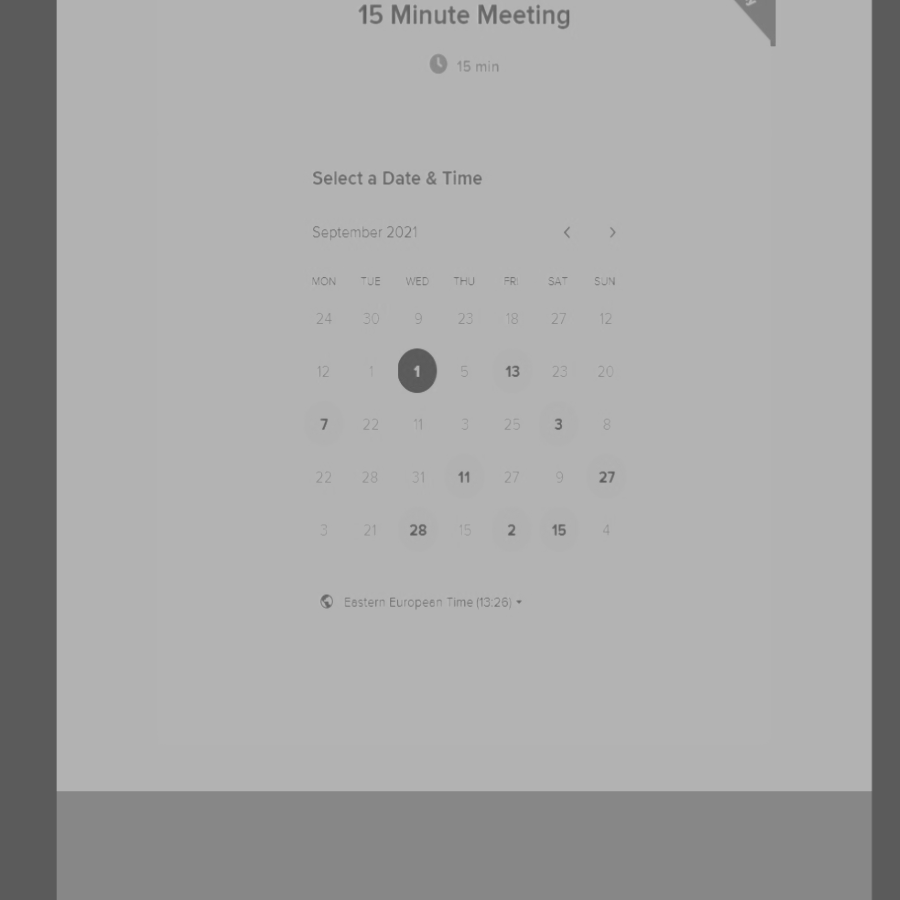 15 Minute Meeting
15 min
Select a Date & Time
September 2021
MON TUE WED THU FRI SAT SUN
24 30 9 23 18 27 12
12 1 1 5 13 23 20
7 22 11 3 25 3 8
22 28 31 11 27 9 27
3 21 15 28 2 15 4
Eastern European Time (13:26)